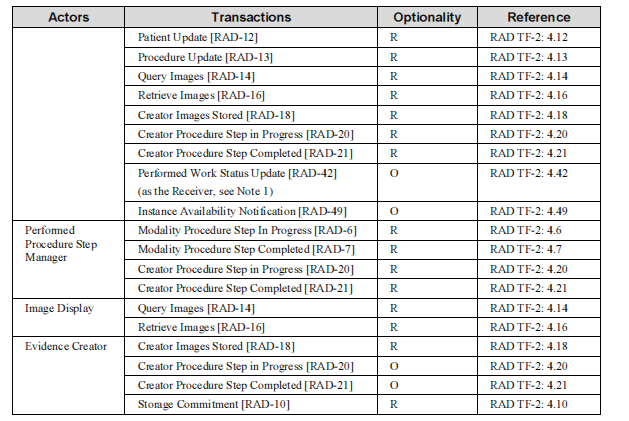 Actors Transactions Optionality Reference
Patient Update [RAD-12] R RAD TF-2: 4.12
Procedure Update [RAD-13] R RAD TF-2: 4.13
Query Images [RAD-14] R RAD TF-2: 4.14
Retrieve Images [RAD-16] R RAD TF-2: 4.16
Creator Images Stored [RAD-18] R RAD TF-2: 4.18
Creator Procedure Step in Progress [RAD-20] R RAD TF-2: 4.20
Creator Procedure Step Completed [RAD-21] R RAD TF-2: 4.21
Performed Work Status Update [RAD-42] O RAD TF-2: 4.42
(as the Receiver, see Note 1)
Instance Availability Notification [RAD-49] O RAD TF-2: 4.49
Performed Modality Procedure Step In Progress [RAD-6] R RAD TF-2: 4.6
Procedure Step Modality Procedure Step Completed [RAD-7] R RAD TF-2: 4.7
Manager Creator Procedure Step in Progress [RAD-20] R RAD TF-2: 4.20
Creator Procedure Step Completed [RAD-21] R RAD TF-2: 4.21
Image Display Query Images [RAD-14] R RAD TF-2: 4.14
Retrieve Images [RAD-16] R RAD TF-2: 4.16
Evidence Creator Creator Images Stored [RAD-18] R RAD TF-2: 4.18
Creator Procedure Step in Progress [RAD-20] O RAD TF-2: 4.20
Creator Procedure Step Completed [RAD-21] O RAD TF-2: 4.21
Storage Commitment [RAD-10] R RAD TF-2: 4.10